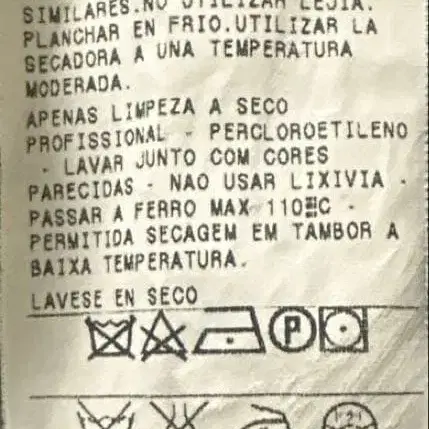 SIMILARES.NO UTILIZAR LEJIA.
PLANCHAR EN FRIO.UTILIZAR LA
SECADORA A UNA TEMPERATURA
MODERADA.
APENAS LIMPEZA A SECO
PROFISSIONAL - PERCLOROETILENO
- LAVAR JUNTO COM CORES
PARECIDAS - NAO USAR LIXIVIA -
PASSAR A FERRO MAX 110 C -
PERMITIDA SECAGEM EM TAMBOR A
BAIXA TEMPERATURA.
LAVESE EN SECO
P